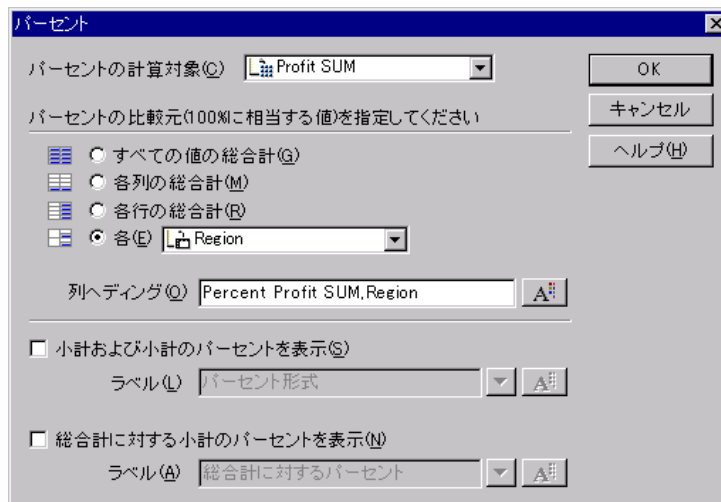 パーセント
パーセントの計算対象(C) Profit SUM
OK
パーセントの比較元(100%に相当する値)を指定してください
キャンセル
すべての値の総合計(G)
ヘルプ(H)
各列の総合計(M)
各行の総合計(R)
各(E) Region
列ヘディング(O) Percent Profit SUM,Region A
小計および小計のパーセントを表示(S)
ラベル(L) パーセント形式 A
総合計に対する小計のパーセントを表示(N)
ラベル(A) 総合計に対するパーセント A